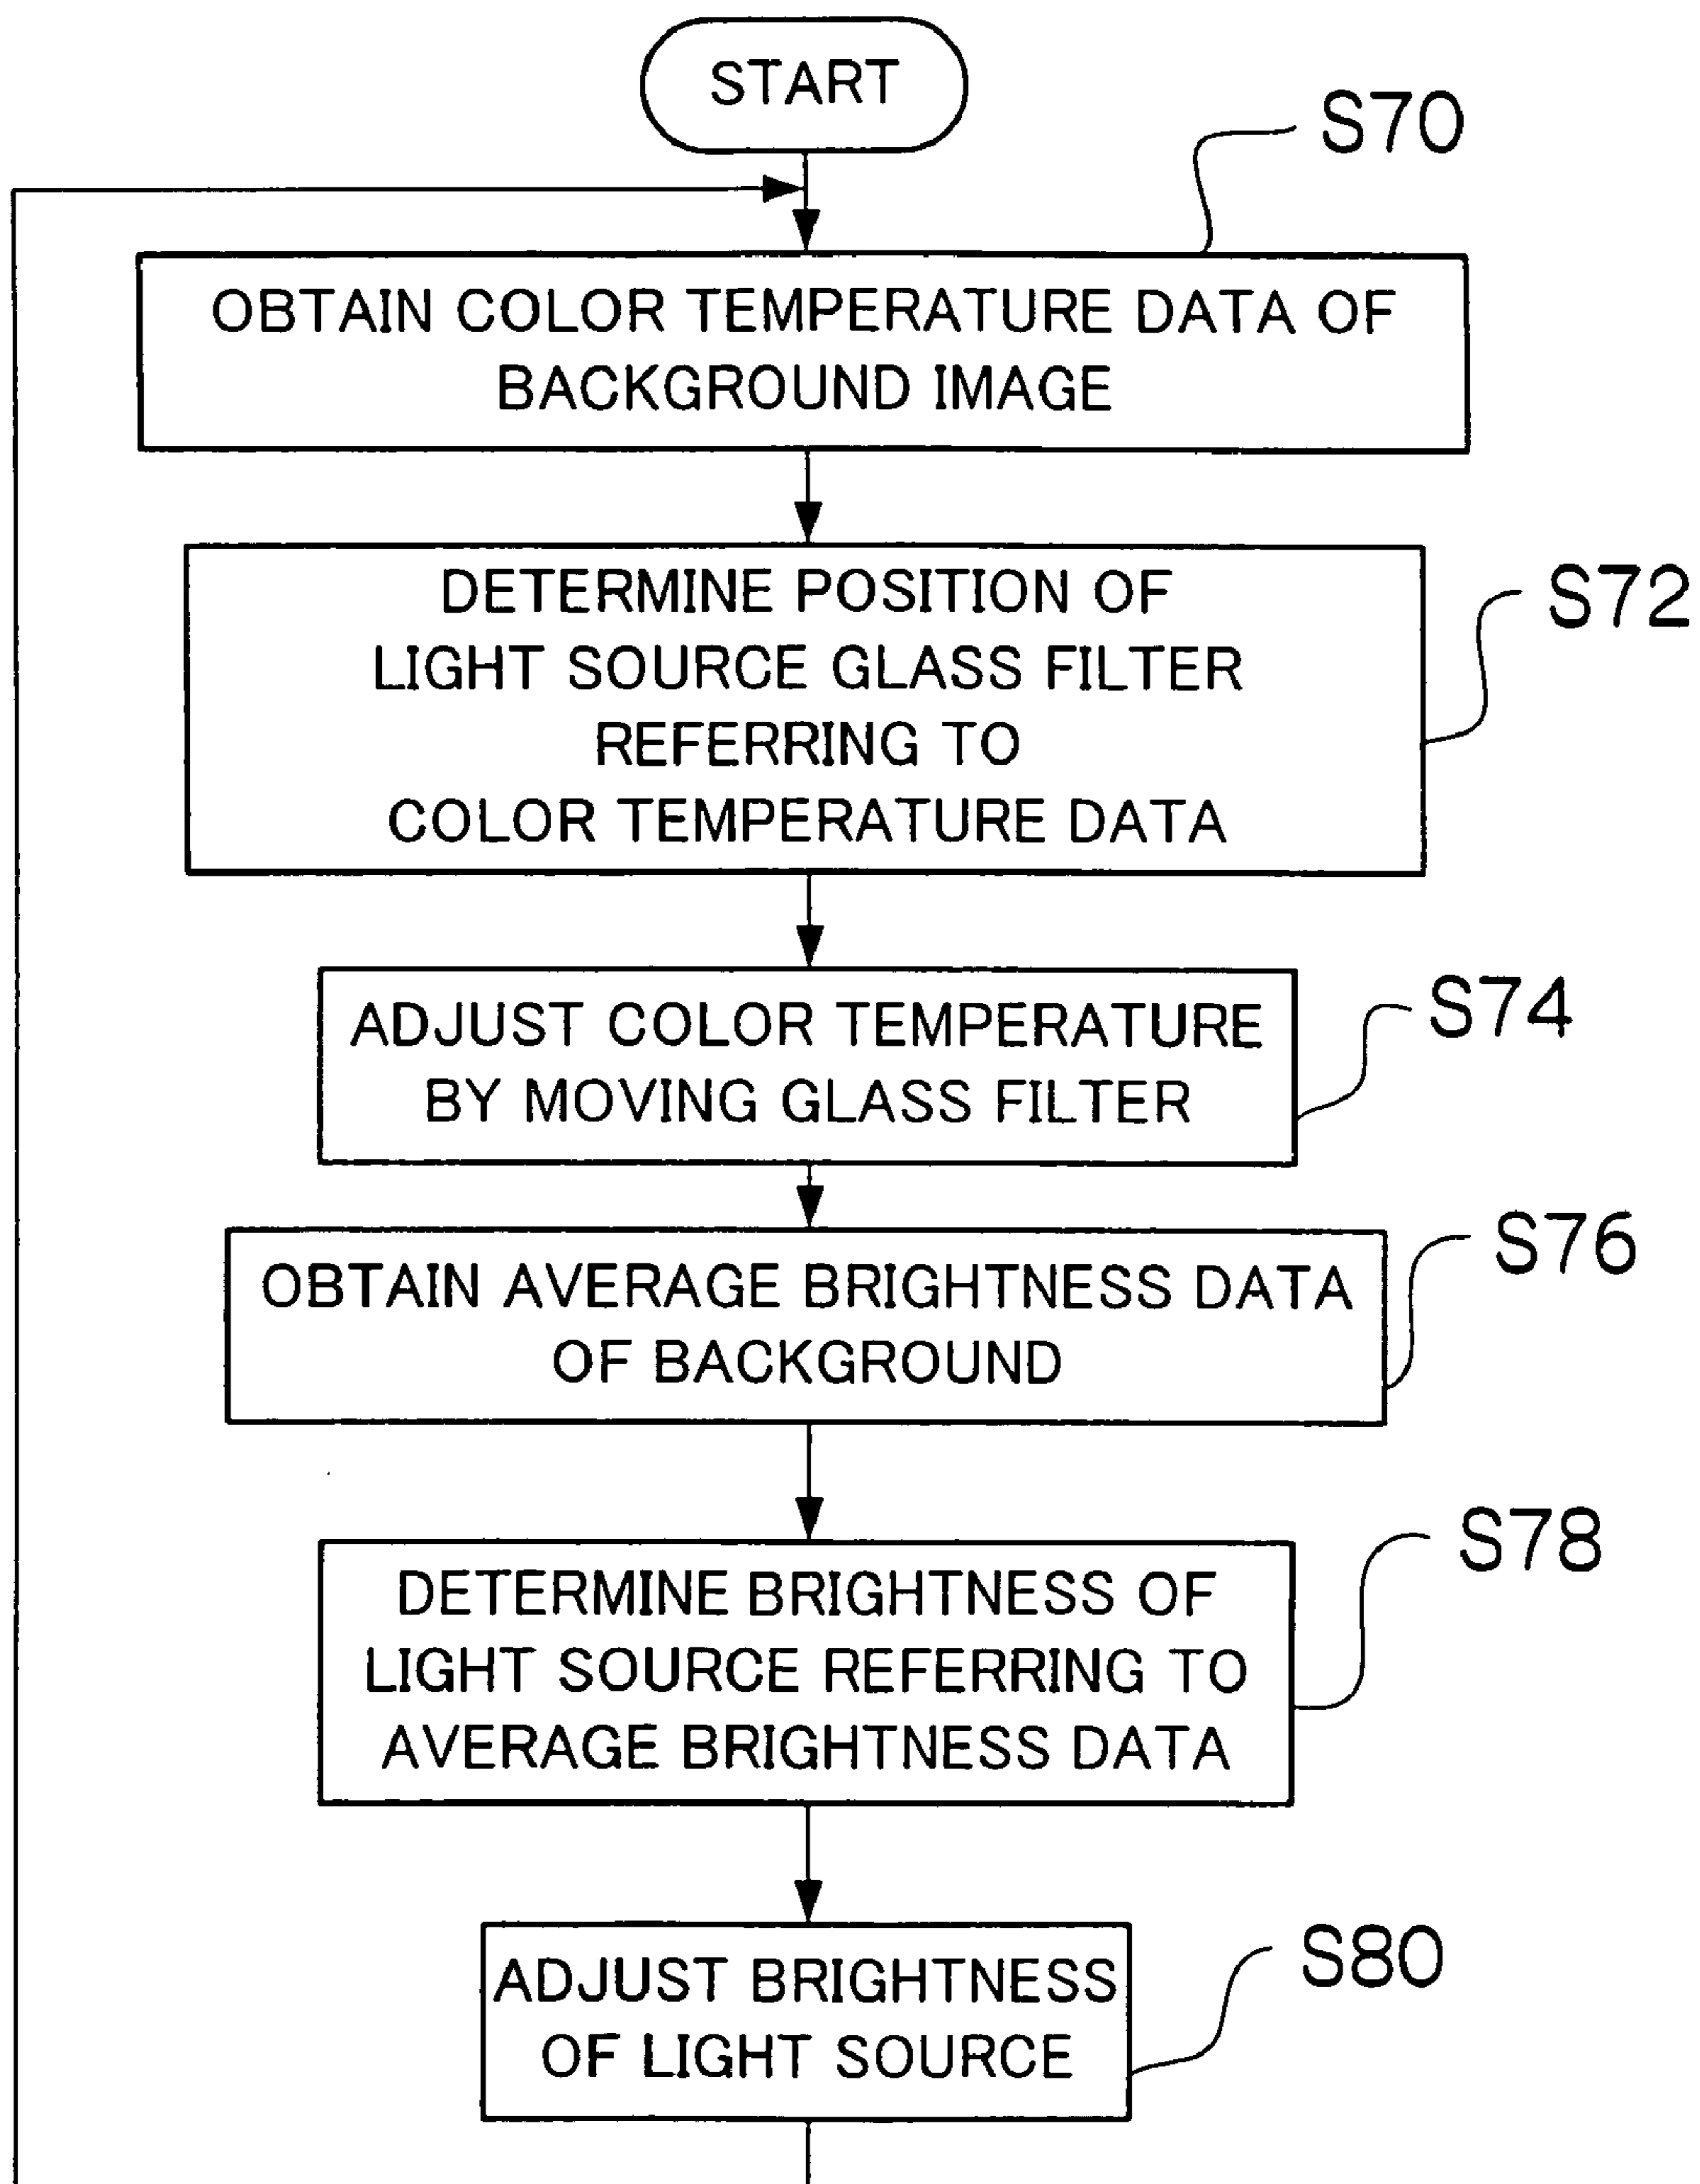 START
S70
OBTAIN COLOR TEMPERATURE DATA OF
BACKGROUND IMAGE
DETERMINE POSITION OF
LIGHT SOURCE GLASS FILTER
REFERRING TO
COLOR TEMPERATURE DATA
S72
ADJUST COLOR TEMPERATURE
BY MOVING GLASS FILTER
S74
OBTAIN AVERAGE BRIGHTNESS DATA
OF BACKGROUND
S76
DETERMINE BRIGHTNESS OF
LIGHT SOURCE REFERRING TO
AVERAGE BRIGHTNESS DATA
S78
ADJUST BRIGHTNESS
OF LIGHT SOURCE
S80